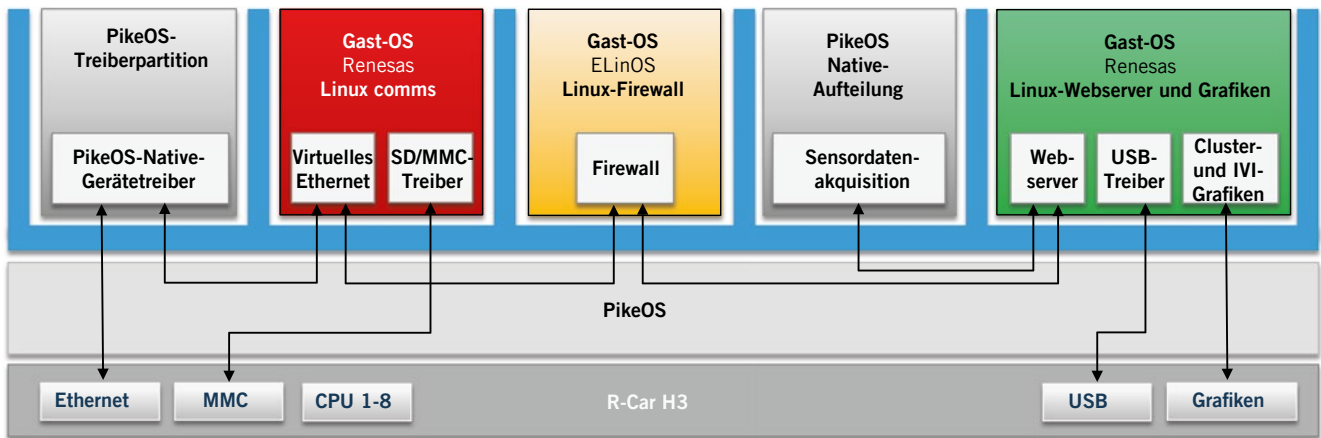 PikeOS-
Treiberpartition
PikeOS-Native-
Gerätetreiber
Gast-OS
Renesas
Linux comms
Virtuelles
Ethernet
SD/MMC-
Treiber
Gast-OS
ELinOS
Linux-Firewall
Firewall
PikeOS
Native-
Aufteilung
Sensordaten-
akquisition
Gast-OS
Renesas
Linux-Webserver und Grafiken
Web-
server
USB-
Treiber
Cluster-
und IVI-
Grafiken
PikeOS
Ethernet
MMC
CPU 1-8
R-Car H3
USB
Grafiken